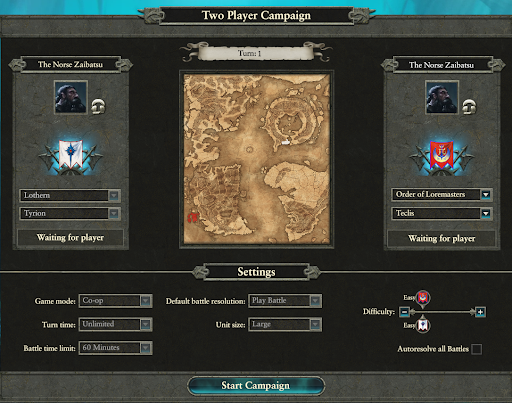 Two Player Campaign
Turn: 1
The Norse Zaibatsu
Lothern
Tyrion
Waiting for player
The Norse Zaibatsu
Order of Loremasters
Teclis
Waiting for player
Settings
Game mode: Co-op
Default battle resolution: Play Battle
Turn time: Unlimited
Unit size: Large
Battle time limit: 60 Minutes
Easy
Difficulty:
Easy
Autoresolve all Battles
Start Campaign